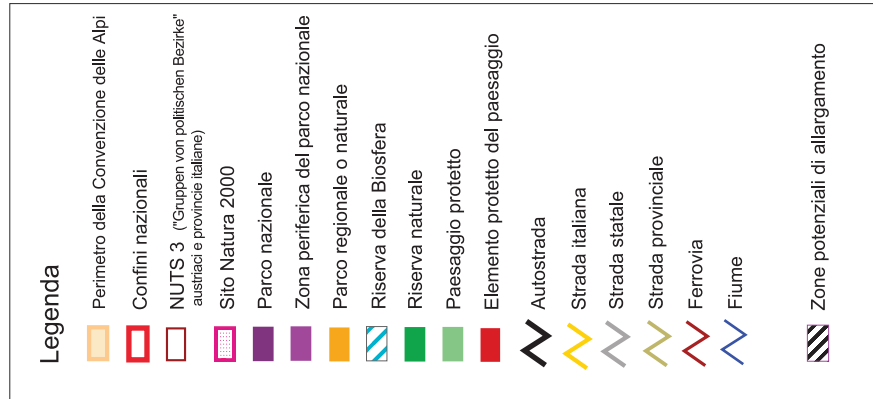 Legenda
Perimetro della Convenzione delle Alpi
Confini nazionali
NUTS 3 ("Gruppen von politischen Bezirke"
austriaci e provincie italiane)
Sito Natura 2000
Parco nazionale
Zona periferica del parco nazionale
Parco regionale o naturale
Riserva della Biosfera
Riserva naturale
Paesaggio protetto
Elemento protetto del paesaggio
Autostrada
Strada italiana
Strada statale
Strada provinciale
Ferrovia
Fiume
Zone potenziali di allargamento